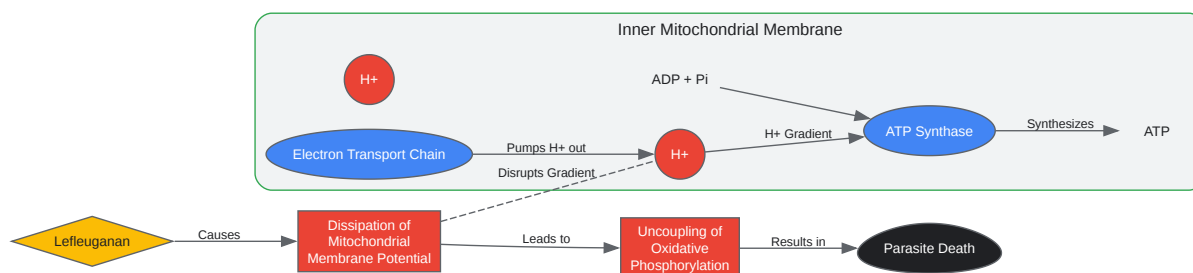 Inner Mitochondrial Membrane
H+
ADP + Pi
Electron Transport Chain
Pumps H+ out
H+
H+ Gradient
ATP Synthase
Synthesizes
ATP
Disrupts Gradient
Lefleuganan
Causes
Dissipation of
Mitochondrial
Membrane Potential
Leads to
Uncoupling of
Oxidative
Phosphorylation
Results in
Parasite Death